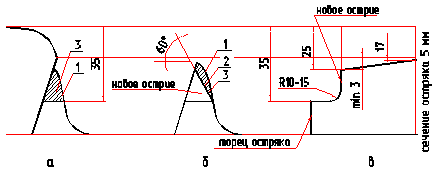 3
1
35
а
60°
1
2
3
новое острие
б
новое острие
35
25
R10-15
min 3
17
торец остряка
в
сечение остряка 5 мм